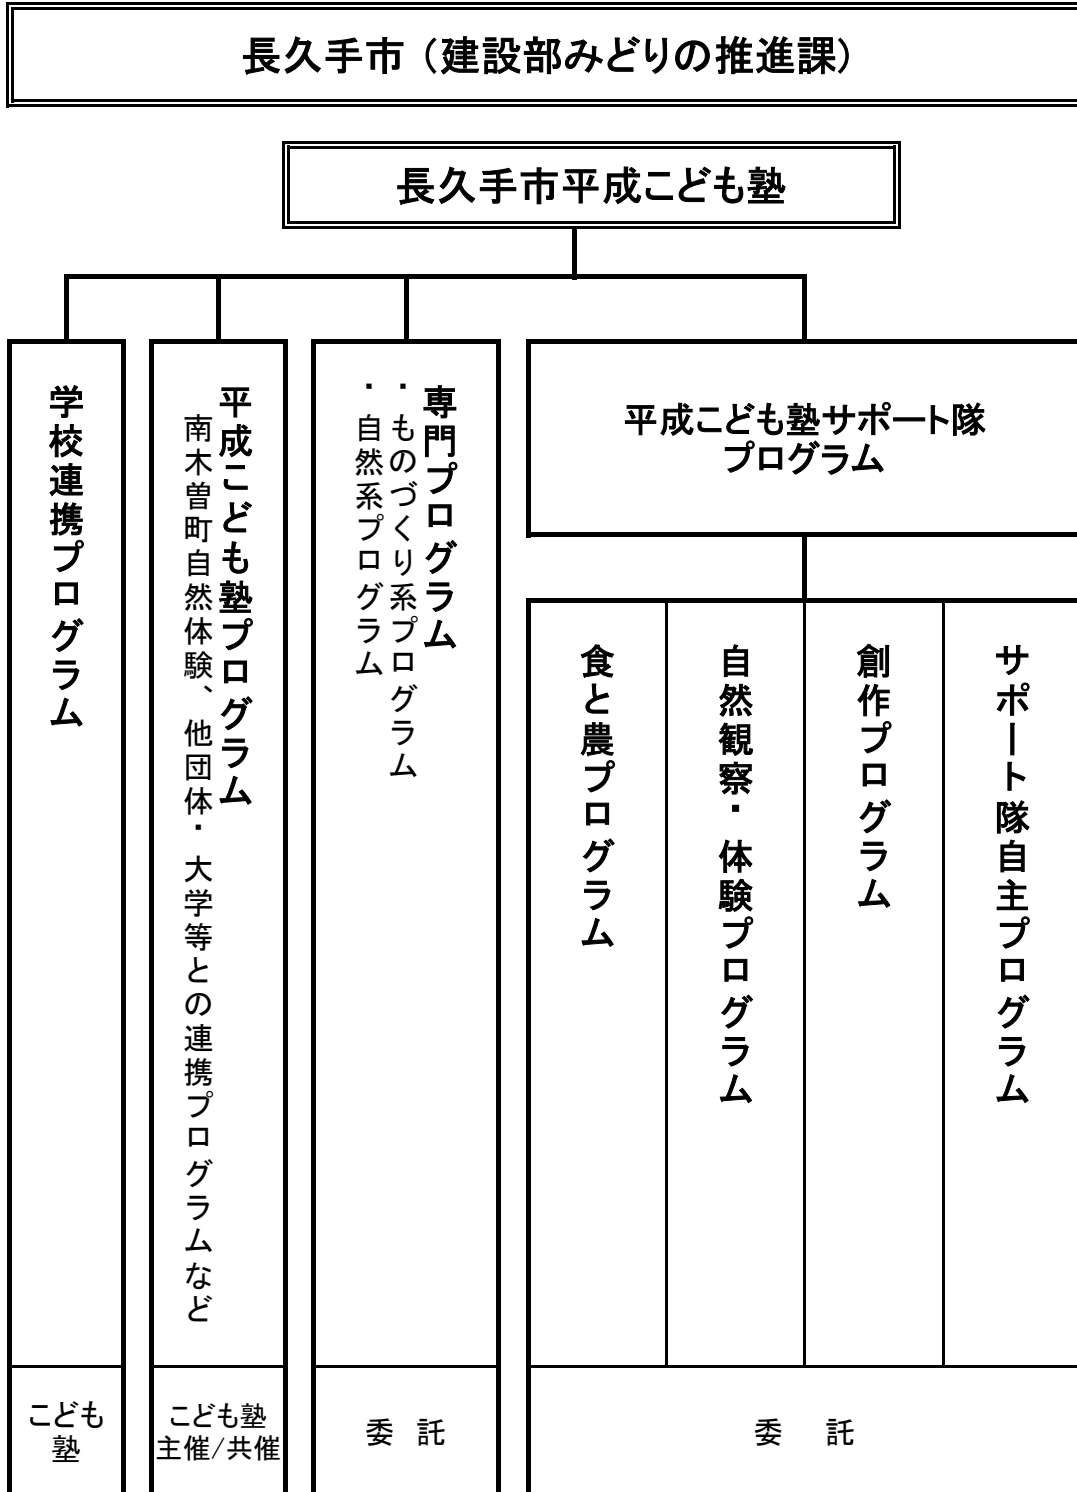 長久手市（建設部みどりの推進課）
長久手市平成こども塾
学校連携プログラム
平成こども塾プログラム
南木曽町自然体験、他団体・大学等との連携プログラムなど
専門プログラム
・ものづくり系プログラム
・自然系プログラム
平成こども塾サポート隊
プログラム
食と農プログラム
自然観察・体験プログラム
創作プログラム
サポート隊自主プログラム
こども
塾
こども塾
主催/共催
委 託
委 託